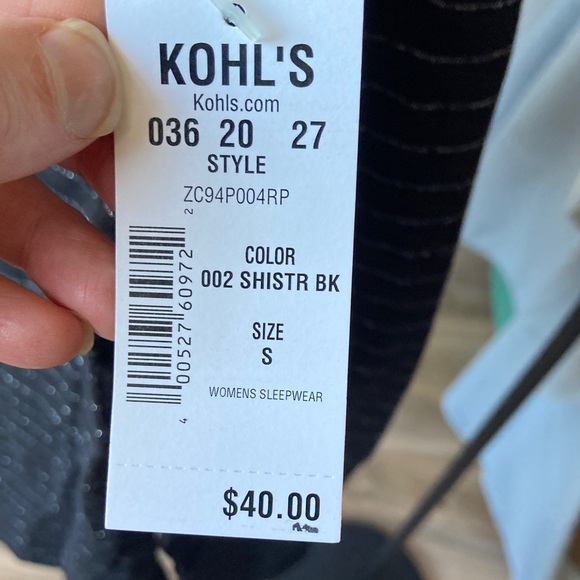 KOHL'S
Kohls.com
036 20 27
STYLE
ZC94P004RP
COLOR
002 SHISTR BK
SIZE
S
WOMENS SLEEPWEAR
4 00527 60972 2
$40.00